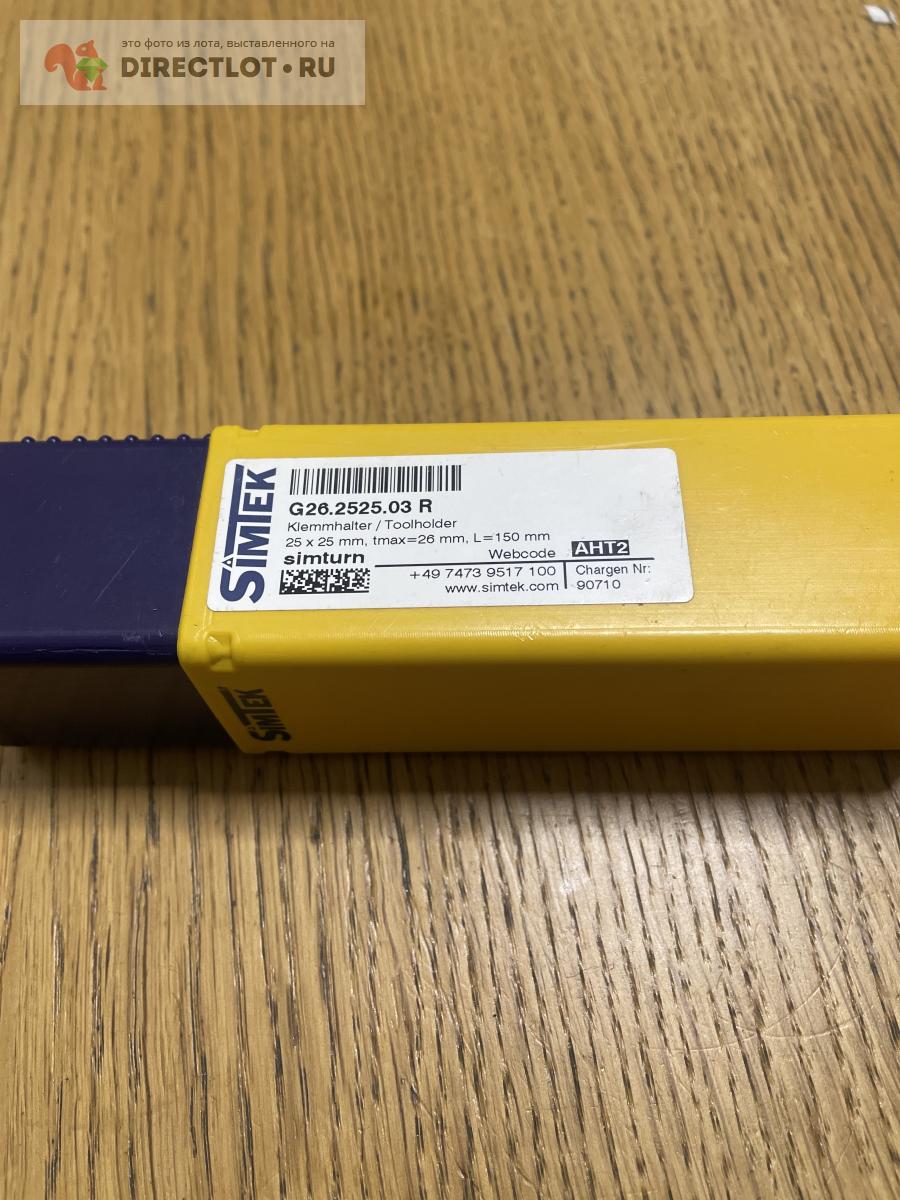 это фото из лота, выставленного на
DIRECTLOT•RU
SIMTEK
G26.2525.03 R
Klemmhalter / Toolholder
25 x 25 mm, tmax=26 mm, L=150 mm
simturn Webcode AHT2
+49 7473 9517 100 Chargen Nr:
www.simtek.com 90710
SIMTEK